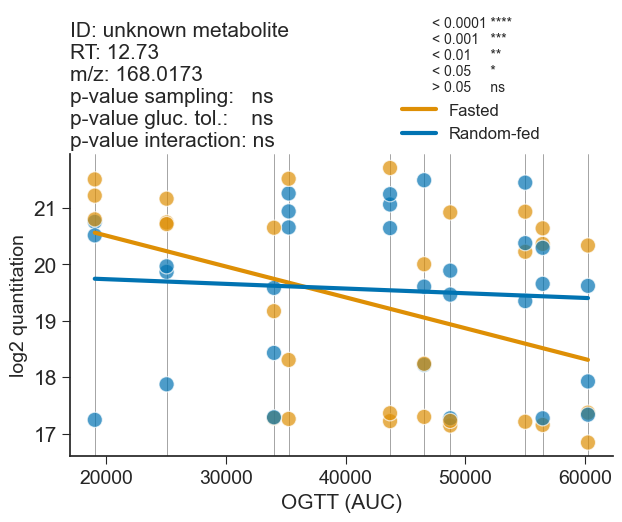 ID: unknown metabolite
RT: 12.73
m/z: 168.0173
p-value sampling: ns
p-value gluc. tol.: ns
p-value interaction: ns
< 0.0001 ****
< 0.001 ***
< 0.01 **
< 0.05 *
> 0.05 ns
Fasted
Random-fed
log2 quantitation
21
20
19
18
17
20000 30000 40000 50000 60000
OGTT (AUC)